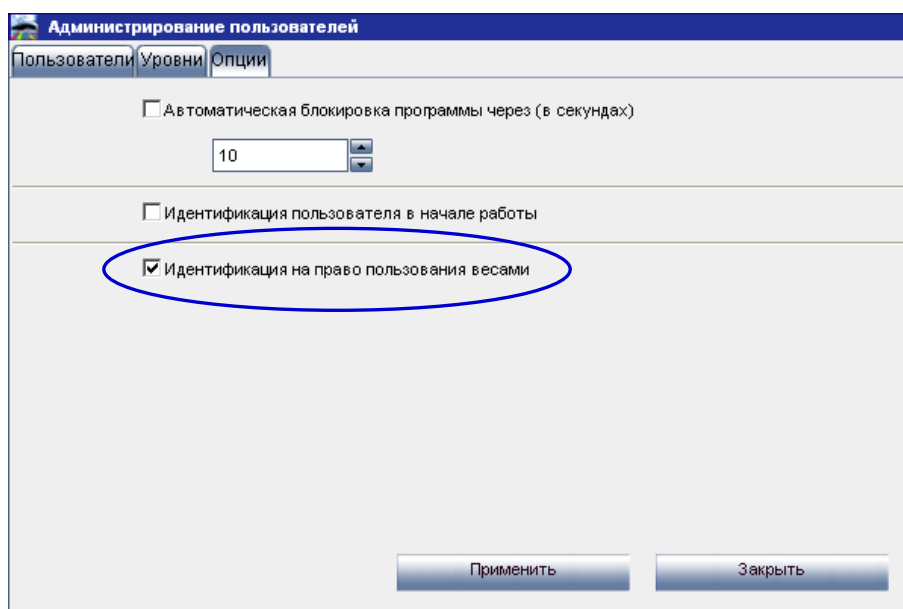 Администрирование пользователей
Пользователи Уровни Опции
Автоматическая блокировка программы через (в секундах)
10
Идентификация пользователя в начале работы
Идентификация на право пользования весами
Применить Закрыть